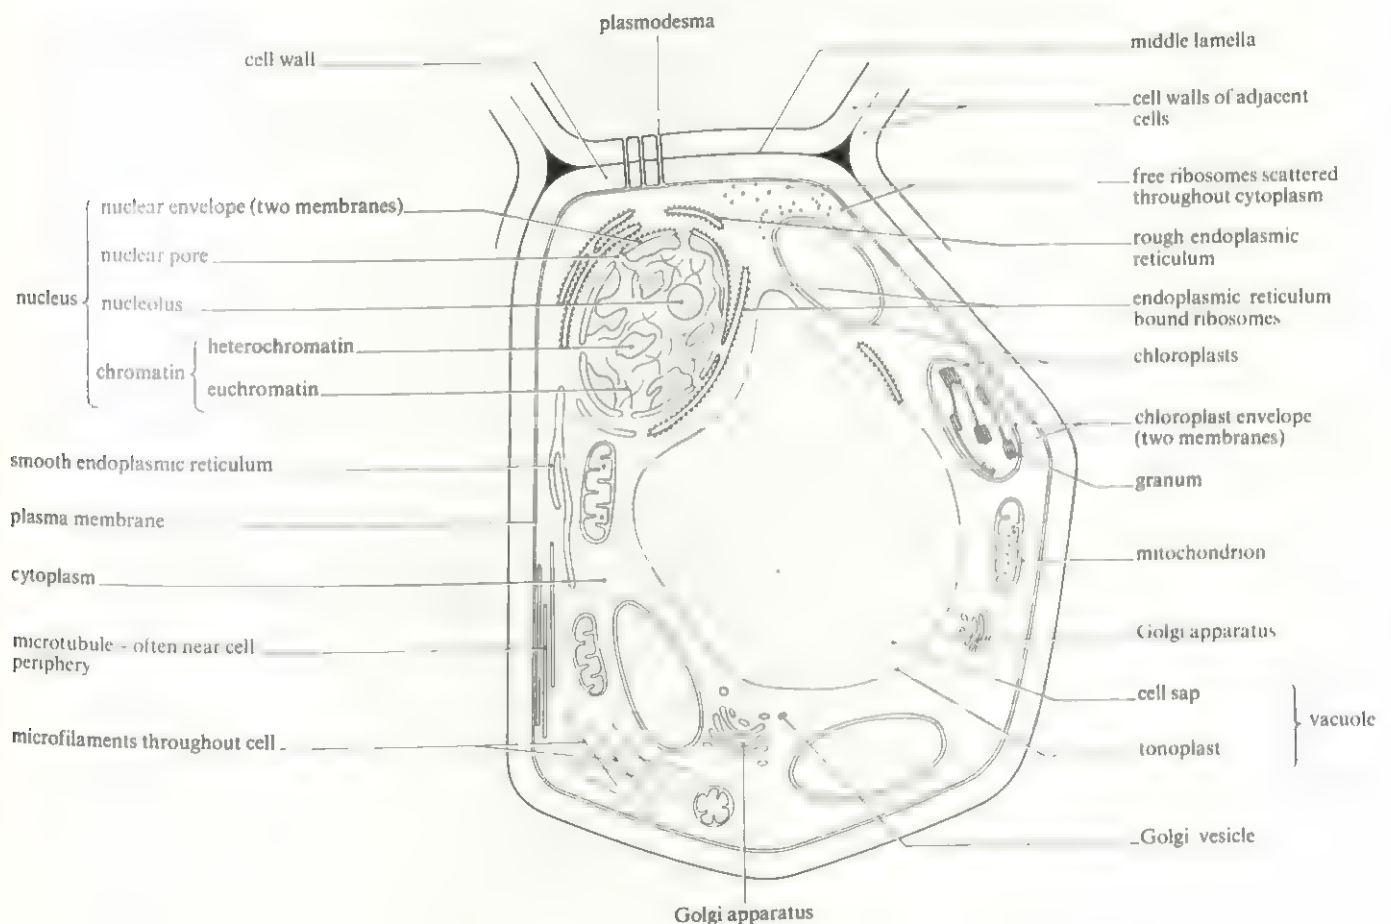 plasmodesma
cell wall
middle lamella
cell walls of adjacent
cells
free ribosomes scattered
throughout cytoplasm
nuclear envelope (two membranes)
rough endoplasmic
reticulum
nuclear pore
nucleus
nucleolus
endoplasmic reticulum
bound ribosomes
heterochromatin
chromatin
euchromatin
chloroplasts
chloroplast envelope
(two membranes)
smooth endoplasmic reticulum
granum
plasma membrane
mitochondrion
cytoplasm
microtubule - often near cell
periphery
Golgi apparatus
cell sap
vacuole
microfilaments throughout cell
tonoplast
Golgi vesicle
Golgi apparatus